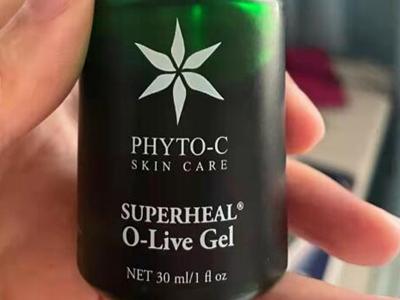 PHYTO-C
SKIN CARE
SUPERHEAL®
O-Live Gel
NET 30 ml/1 fl oz